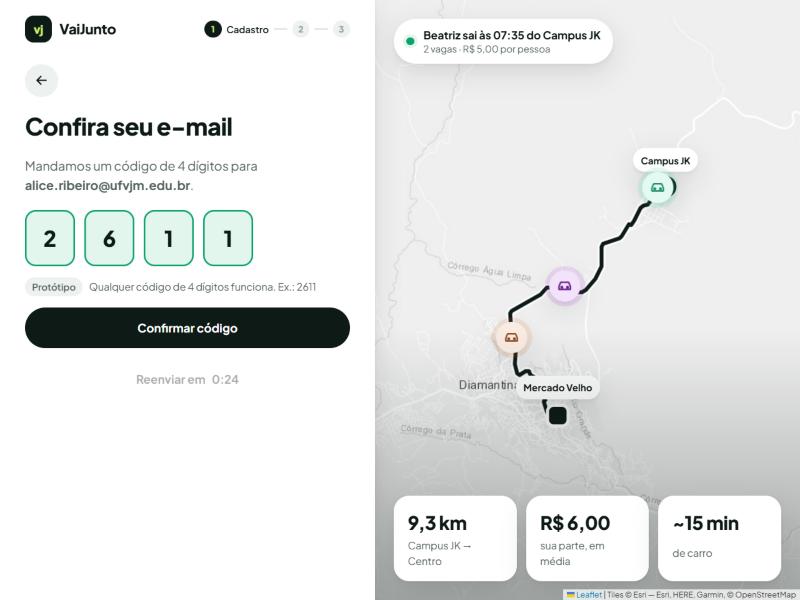 vj VaiJunto
1 Cadastro 2 3
Confira seu e-mail
Mandamos um código de 4 dígitos para
alice.ribeiro@ufvjm.edu.br.
2 6 1 1
Protótipo Qualquer código de 4 dígitos funciona. Ex.: 2611
Confirmar código
Reenviar em 0:24
Beatriz sai às 07:35 do Campus JK
2 vagas · R$ 5,00 por pessoa
Campus JK
Córrego Água Limpa
Diamantina
Mercado Velho
Córrego da Prata
9,3 km
Campus JK →
Centro
R$ 6,00
sua parte, em
média
~15 min
de carro
Leaflet | Tiles © Esri — Esri, HERE, Garmin, © OpenStreetMap